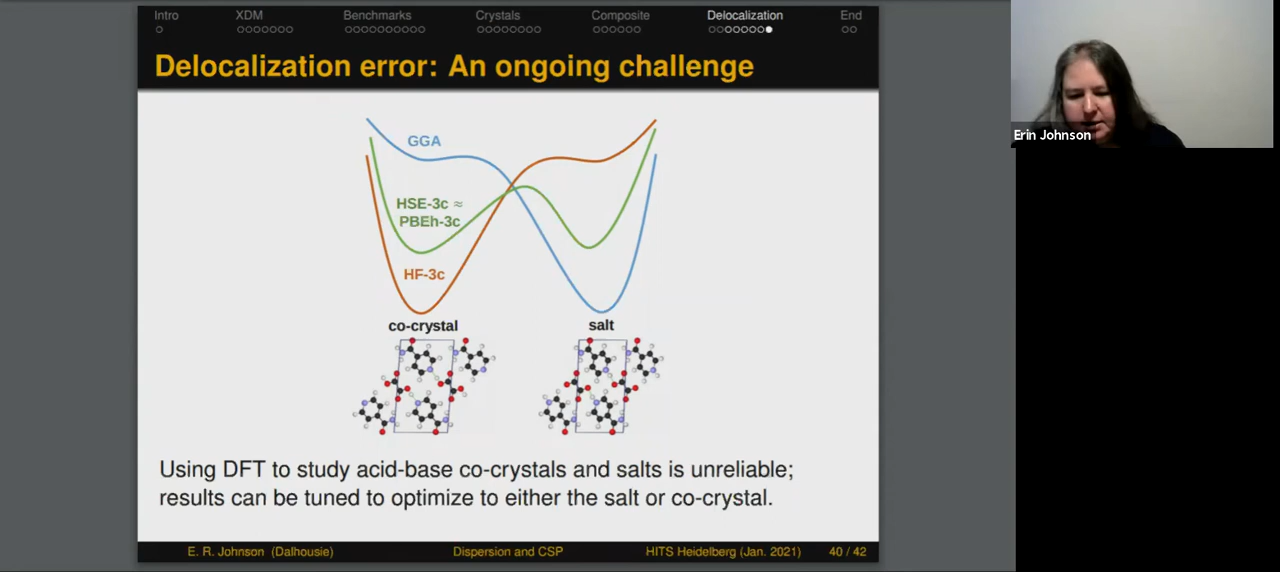 Intro XDM Benchmarks Crystals Composite Delocalization End
Delocalization error: An ongoing challenge
GGA
HSE-3c ≈
PBEh-3c
HF-3c
co-crystal salt
Using DFT to study acid-base co-crystals and salts is unreliable;
results can be tuned to optimize to either the salt or co-crystal.
E. R. Johnson (Dalhousie) Dispersion and CSP HITS Heidelberg (Jan. 2021) 40 / 42
Erin Johnson